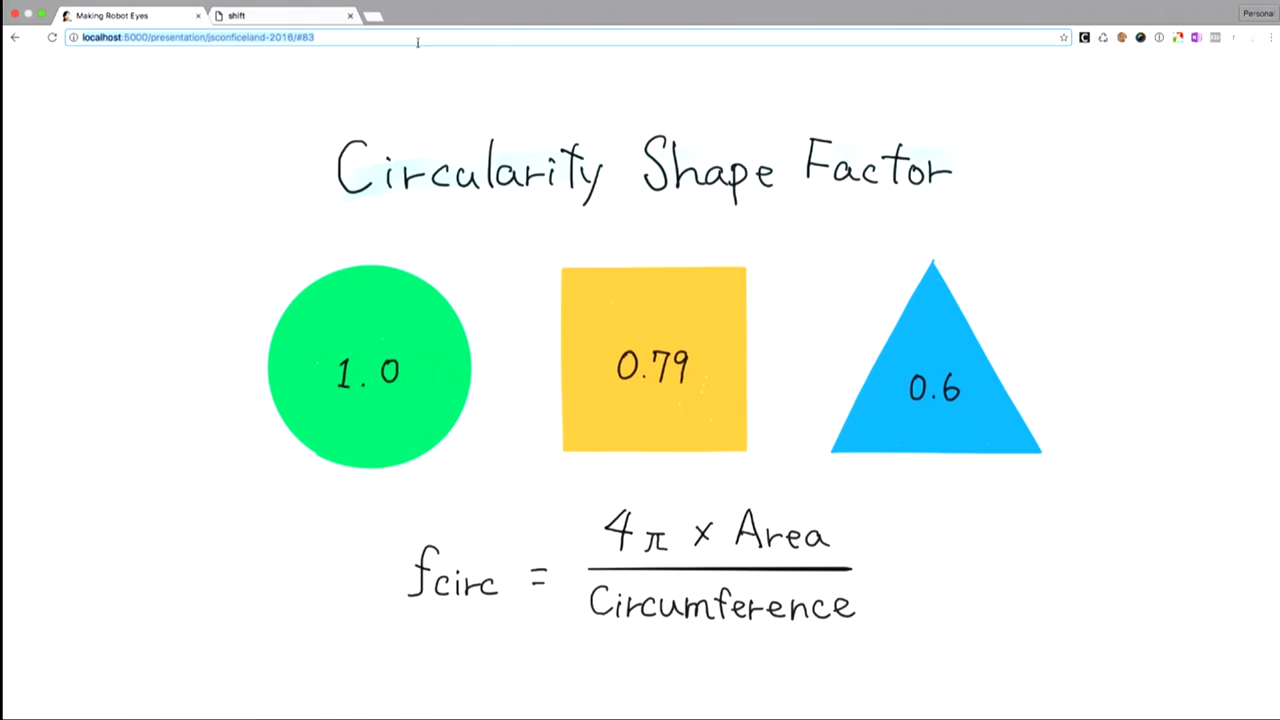 Making Robot Eyes
shift
Personal
localhost:5000/presentation/jsconficeland-2016/#83
Circularity Shape Factor
1.0
0.79
0.6
fcirc = 4π × Area
Circumference